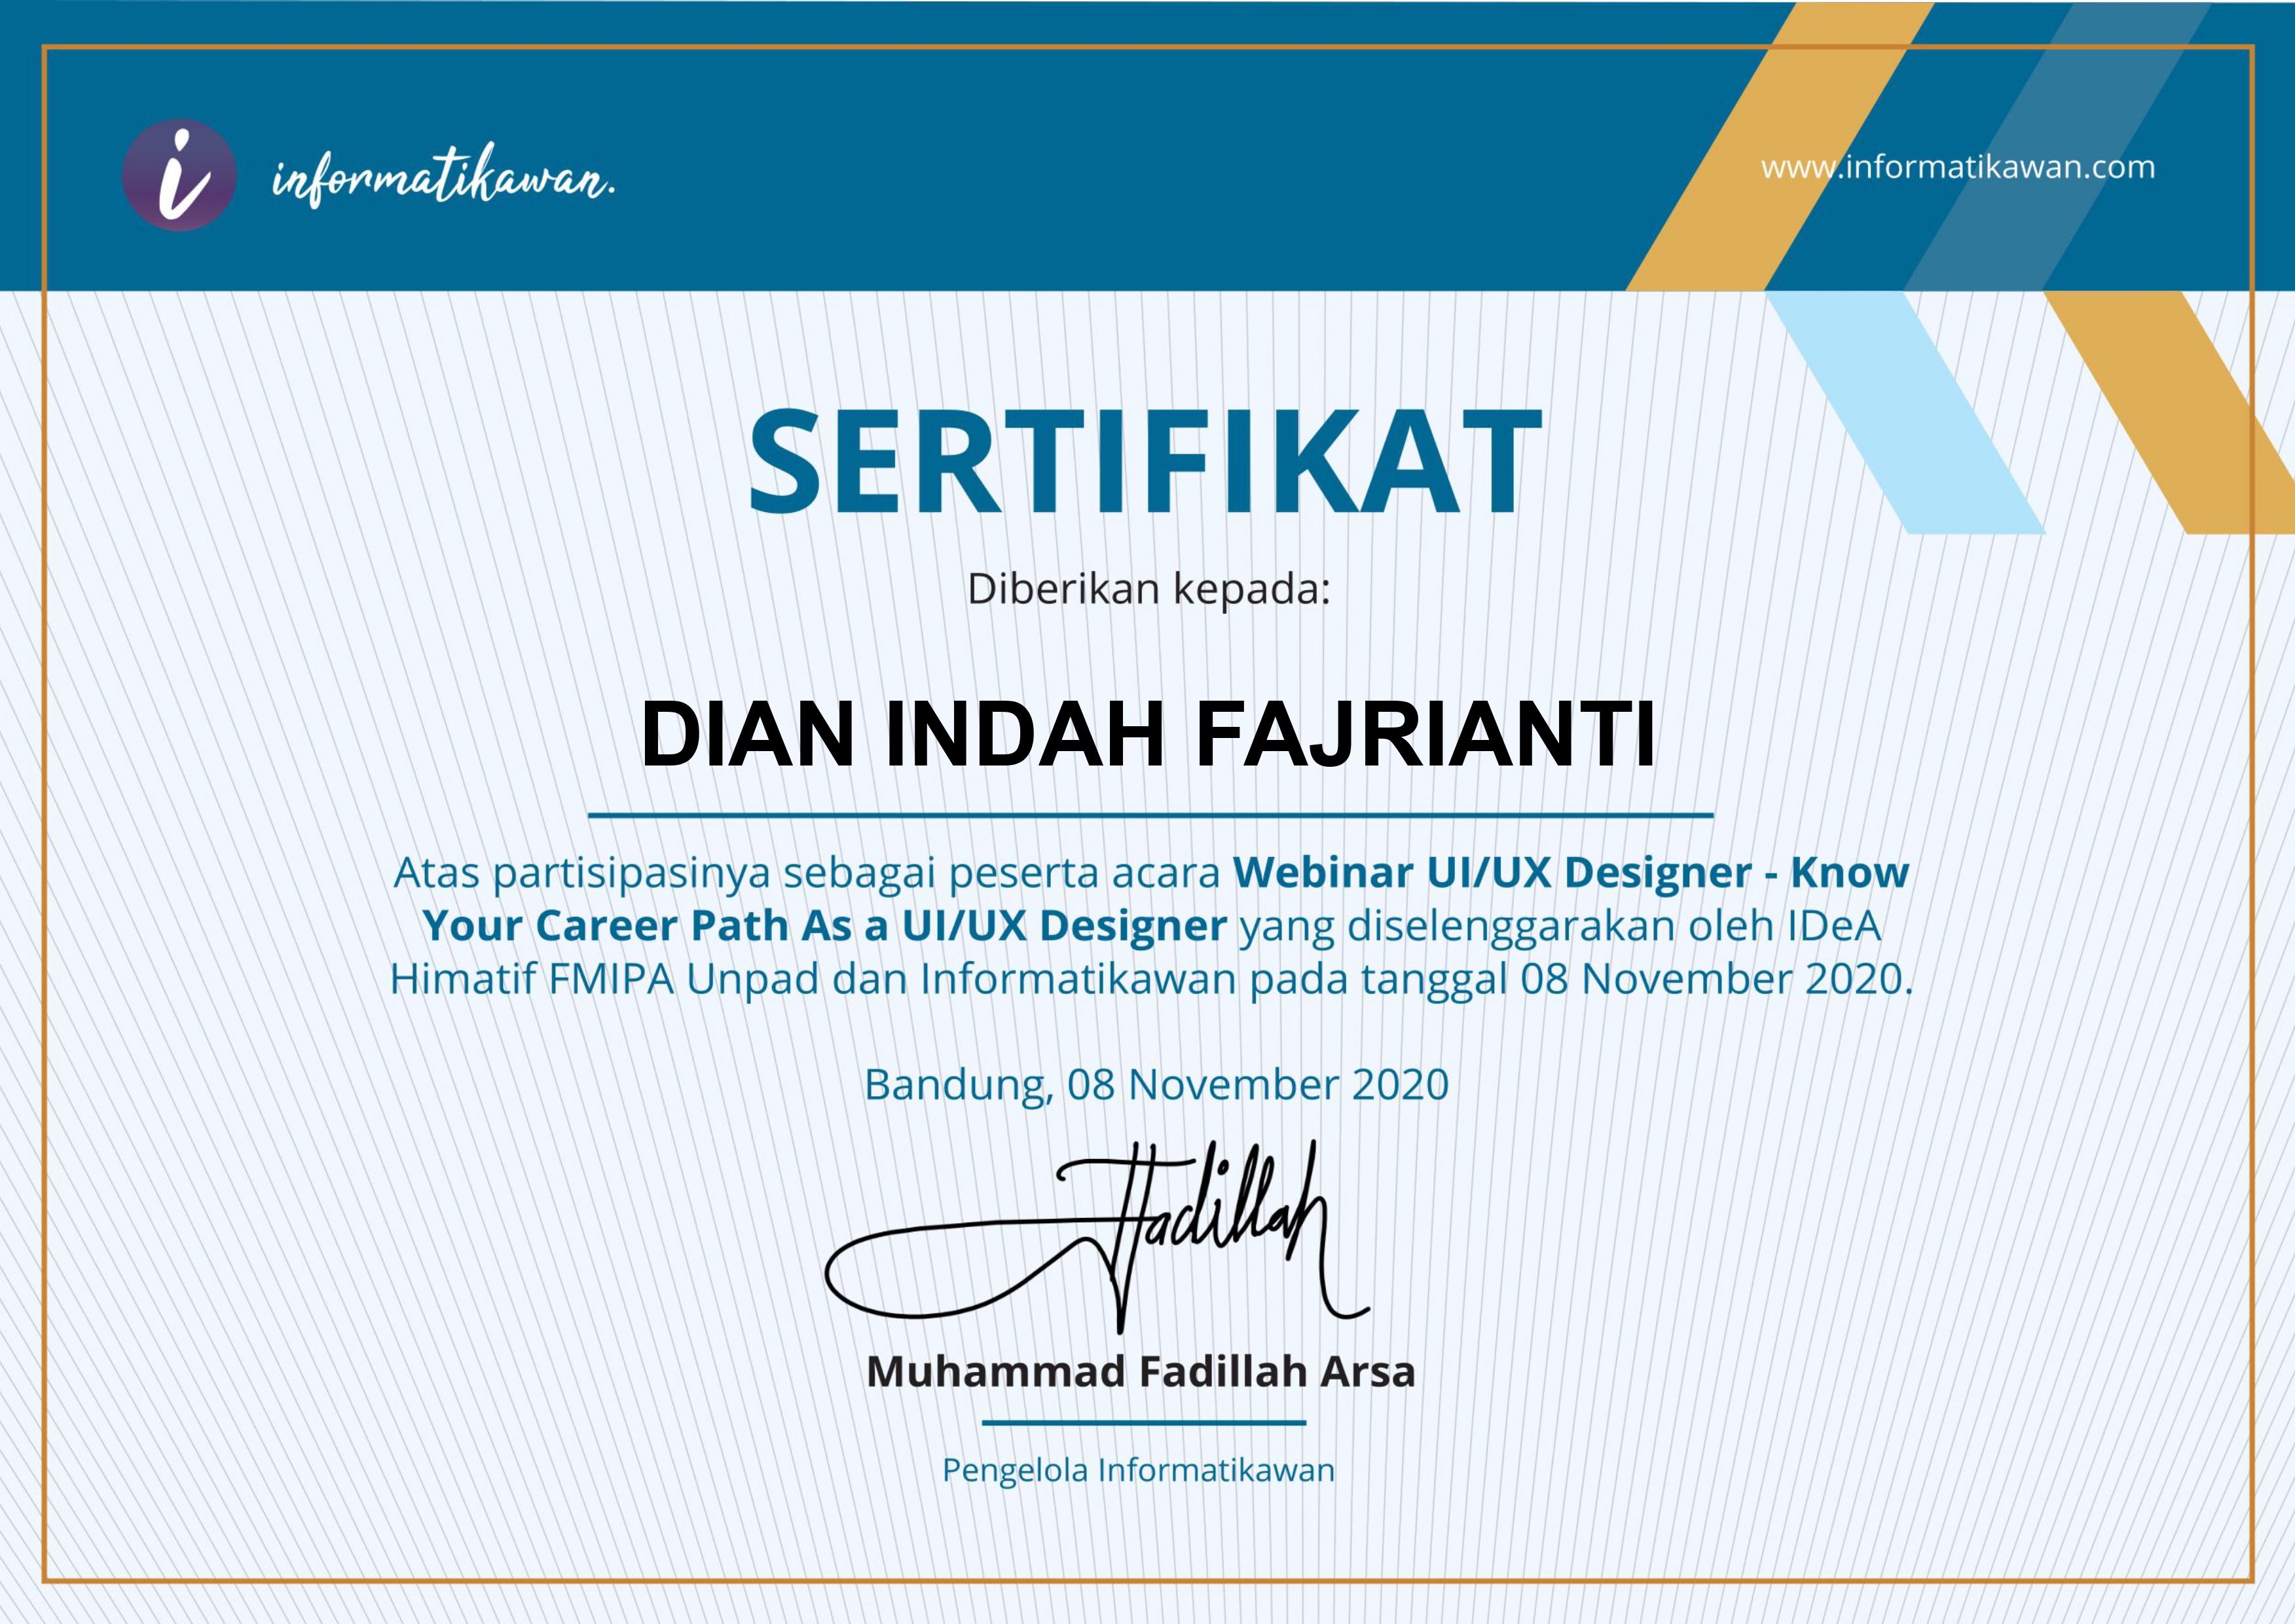 informatikawan.
www.informatikawan.com
SERTIFIKAT
Diberikan kepada:
DIAN INDAH FAJRIANTI
Atas partisipasinya sebagai peserta acara Webinar UI/UX Designer - Know
Your Career Path As a UI/UX Designer yang diselenggarakan oleh IDeA
Himatif FMIPA Unpad dan Informatikawan pada tanggal 08 November 2020.
Bandung, 08 November 2020
Fadillah
Muhammad Fadillah Arsa
Pengelola Informatikawan